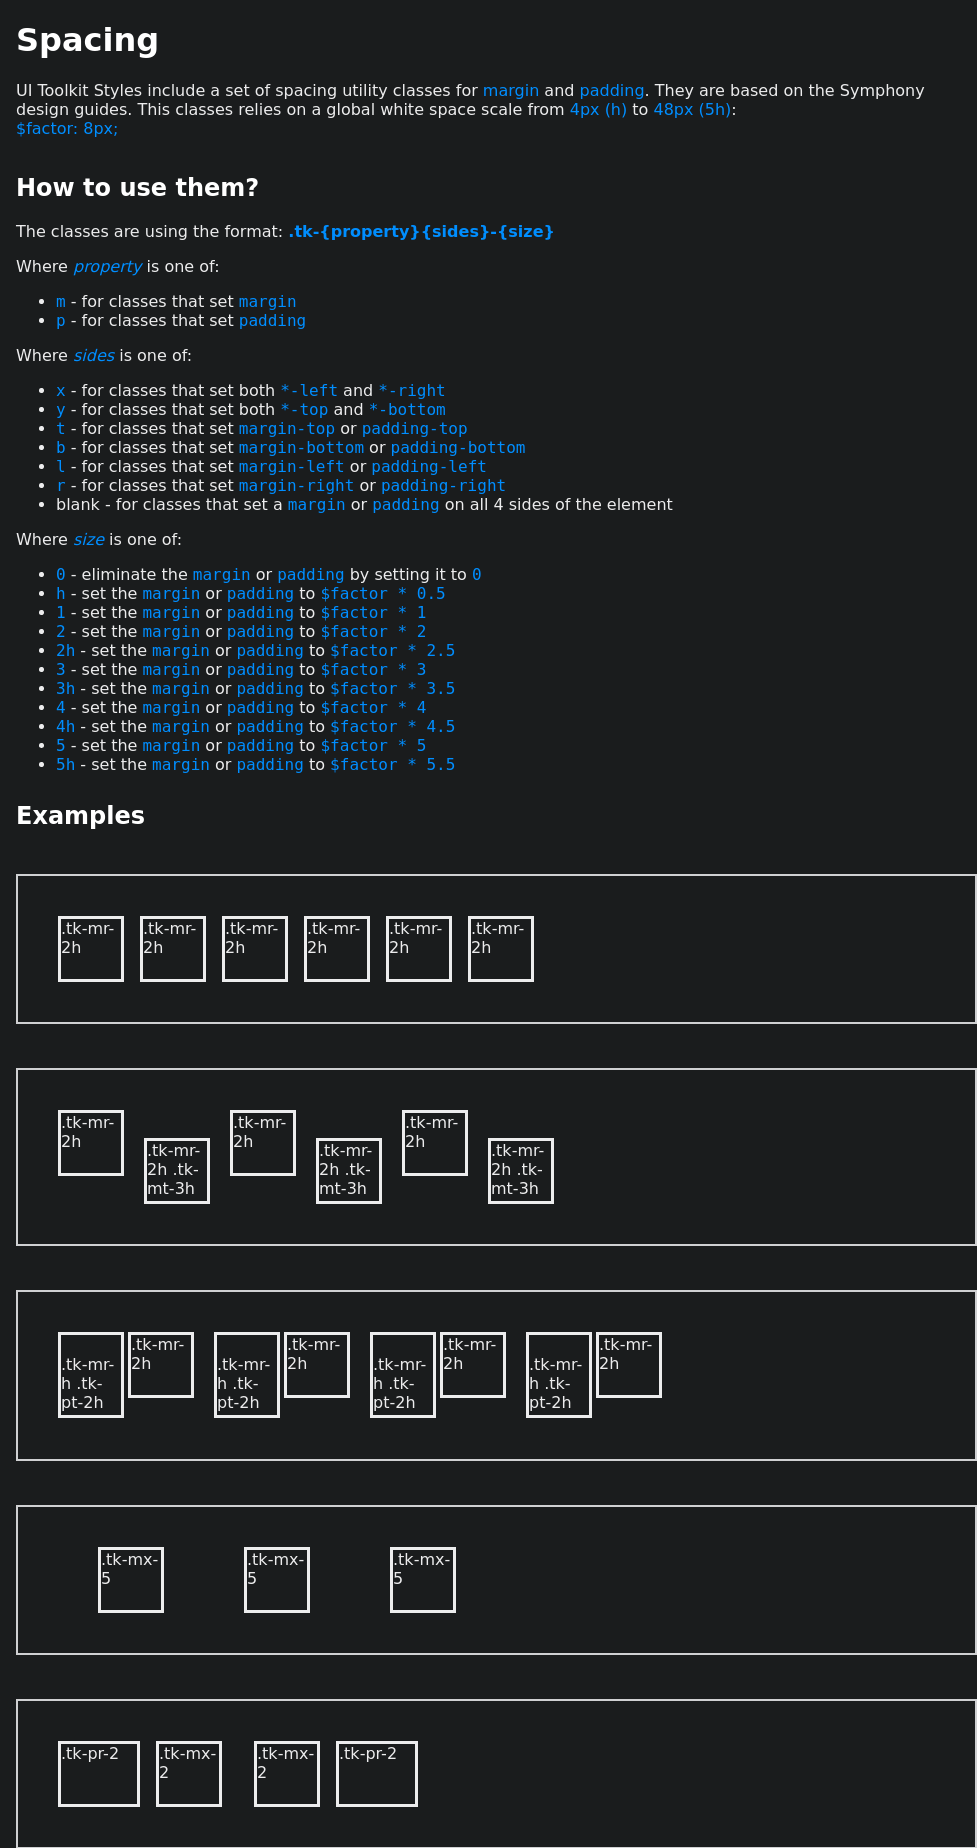 Spacing
UI Toolkit Styles include a set of spacing utility classes for margin and padding. They are based on the Symphony
design guides. This classes relies on a global white space scale from 4px (h) to 48px (5h):
$factor: 8px;
How to use them?
The classes are using the format: .tk-{property}{sides}-{size}
Where property is one of:
• m - for classes that set margin
• p - for classes that set padding
Where sides is one of:
• x - for classes that set both *-left and *-right
• y - for classes that set both *-top and *-bottom
• t - for classes that set margin-top or padding-top
• b - for classes that set margin-bottom or padding-bottom
• l - for classes that set margin-left or padding-left
• r - for classes that set margin-right or padding-right
• blank - for classes that set a margin or padding on all 4 sides of the element
Where size is one of:
• 0 - eliminate the margin or padding by setting it to 0
• h - set the margin or padding to $factor * 0.5
• 1 - set the margin or padding to $factor * 1
• 2 - set the margin or padding to $factor * 2
• 2h - set the margin or padding to $factor * 2.5
• 3 - set the margin or padding to $factor * 3
• 3h - set the margin or padding to $factor * 3.5
• 4 - set the margin or padding to $factor * 4
• 4h - set the margin or padding to $factor * 4.5
• 5 - set the margin or padding to $factor * 5
• 5h - set the margin or padding to $factor * 5.5
Examples
.tk-mr-
2h
.tk-mr-
2h
.tk-mr-
2h
.tk-mr-
2h
.tk-mr-
2h
.tk-mr-
2h
.tk-mr-
2h
.tk-mr-
2h .tk-
mt-3h
.tk-mr-
2h
.tk-mr-
2h .tk-
mt-3h
.tk-mr-
2h
.tk-mr-
2h .tk-
mt-3h
.tk-mr-
h .tk-
pt-2h
.tk-mr-
2h
.tk-mr-
h .tk-
pt-2h
.tk-mr-
2h
.tk-mr-
h .tk-
pt-2h
.tk-mr-
2h
.tk-mr-
h .tk-
pt-2h
.tk-mr-
2h
.tk-mx-
5
.tk-mx-
5
.tk-mx-
5
.tk-pr-2
.tk-mx-
2
.tk-mx-
2
.tk-pr-2